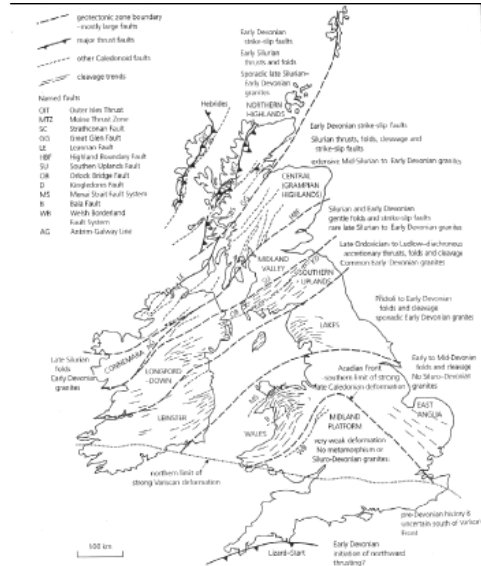 geotectonic zone boundary
-mostly large faults
major thrust faults
other Caledonoid faults
cleavage trends
Named faults
OIT Outer Isles Thrust
MTZ Moine Thrust Zone
SC Strathconan Fault
GG Great Glen Fault
LE Leannan Fault
HBF Highland Boundary Fault
SU Southern Uplands Fault
OB Orlock Bridge Fault
D Kingledores Fault
MS Menai Strait Fault System
B Bala Fault
WB Welsh Borderland
Fault System
AG Antrim-Galway Line
Early Devonian
strike-slip faults
Early Silurian
thrusts and folds
Sporadic late Silurian-
Early Devonian
granites
Hebrides
NORTHERN
HIGHLANDS
Early Devonian strike-slip faults
Silurian thrusts, folds, cleavage and
strike-slip faults
extensive Mid-Silurian to Early Devonian granites
CENTRAL
(GRAMPIAN
HIGHLANDS)
GG
HBF
Silurian and Early Devonian
gentle folds and strike-slip faults
rare late Silurian to Early Devonian granites
MIDLAND
VALLEY
Late Ordovician to Ludlow-diachronous
accretionary thrusts, folds and cleavage
Common Early Devonian granites
SOUTHERN
UPLANDS
LE
OB
Přídolí to Early Devonian
folds and cleavage
sporadic Early Devonian granites
LAKES
CONNEMARA
AG
Late Silurian
folds
Early Devonian
granites
LONGFORD
-DOWN
Acadian front
-southern limit of strong
late Caledonian deformation
Early to Mid-Devonian
folds and cleavage
No Siluro-Devonian
granites
LEINSTER
MS
B
WALES
WB
MIDLAND
PLATFORM
EAST
ANGLIA
very weak deformation
No metamorphism or
Siluro-Devonian granites
northern limit of
strong Variscan deformation
pre-Devonian history is
uncertain south of Variscan
Front
100 km
Lizard-Start
Early Devonian
initiation of northward
thrusting?